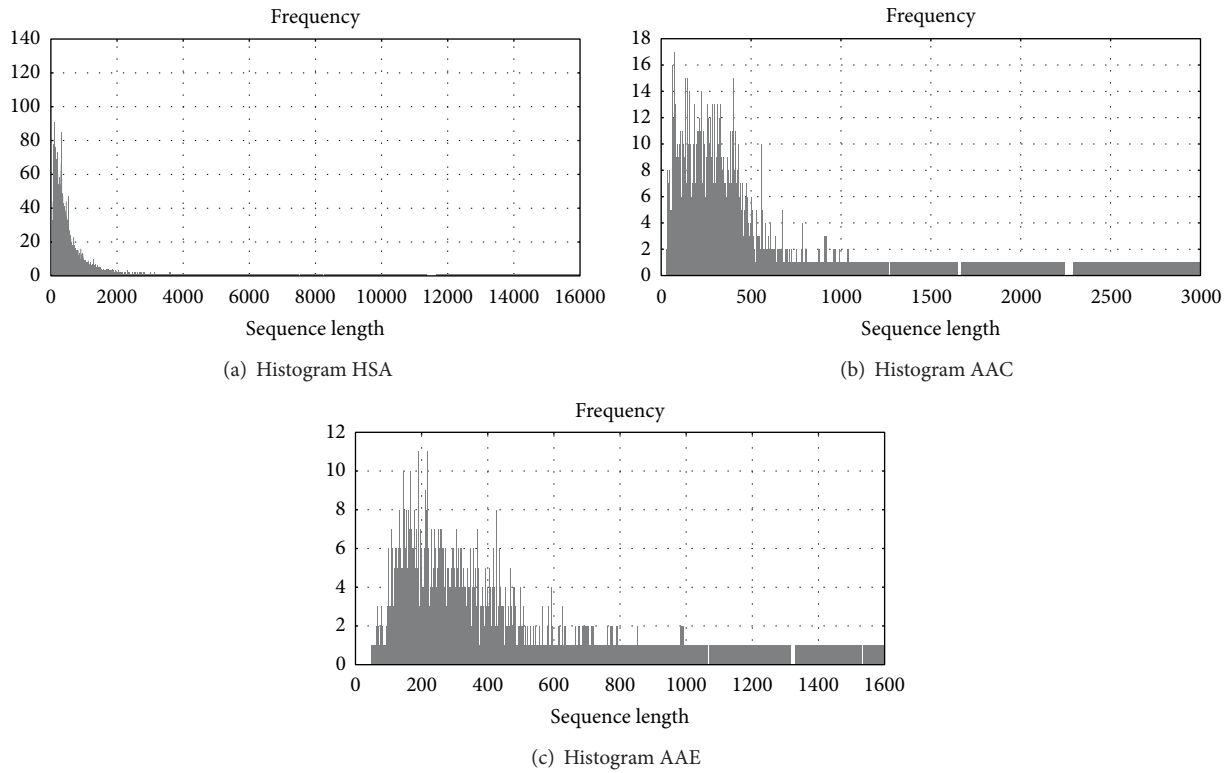 Frequency
140
120
100
80
60
40
20
0
0 2000 4000 6000 8000 10000 12000 14000 16000
Sequence length
(a) Histogram HSA
Frequency
18
16
14
12
10
8
6
4
2
0
0 500 1000 1500 2000 2500 3000
Sequence length
(b) Histogram AAC
Frequency
12
10
8
6
4
2
0
0 200 400 600 800 1000 1200 1400 1600
Sequence length
(c) Histogram AAE